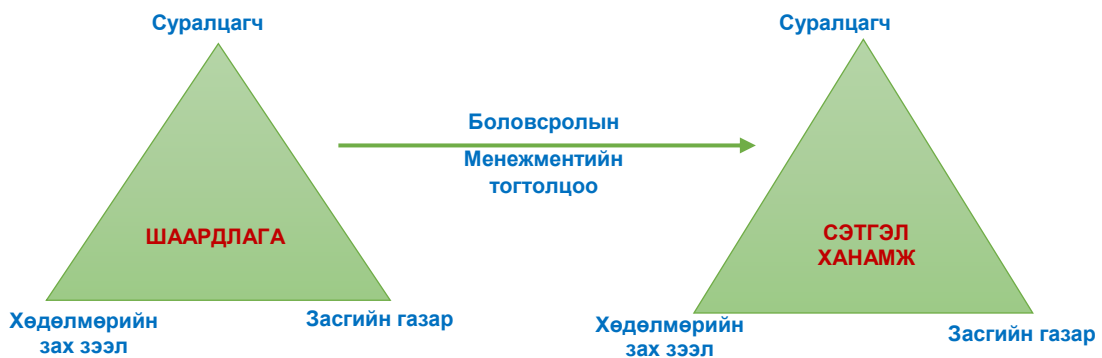 Суралцагч
Суралцагч
Боловсролын
Менежментийн
тогтолцоо
ШААРДЛАГА
СЭТГЭЛ
ХАНАМЖ
Хөдөлмөрийн
зах зээл
Засгийн газар
Хөдөлмөрийн
зах зээл
Засгийн газар